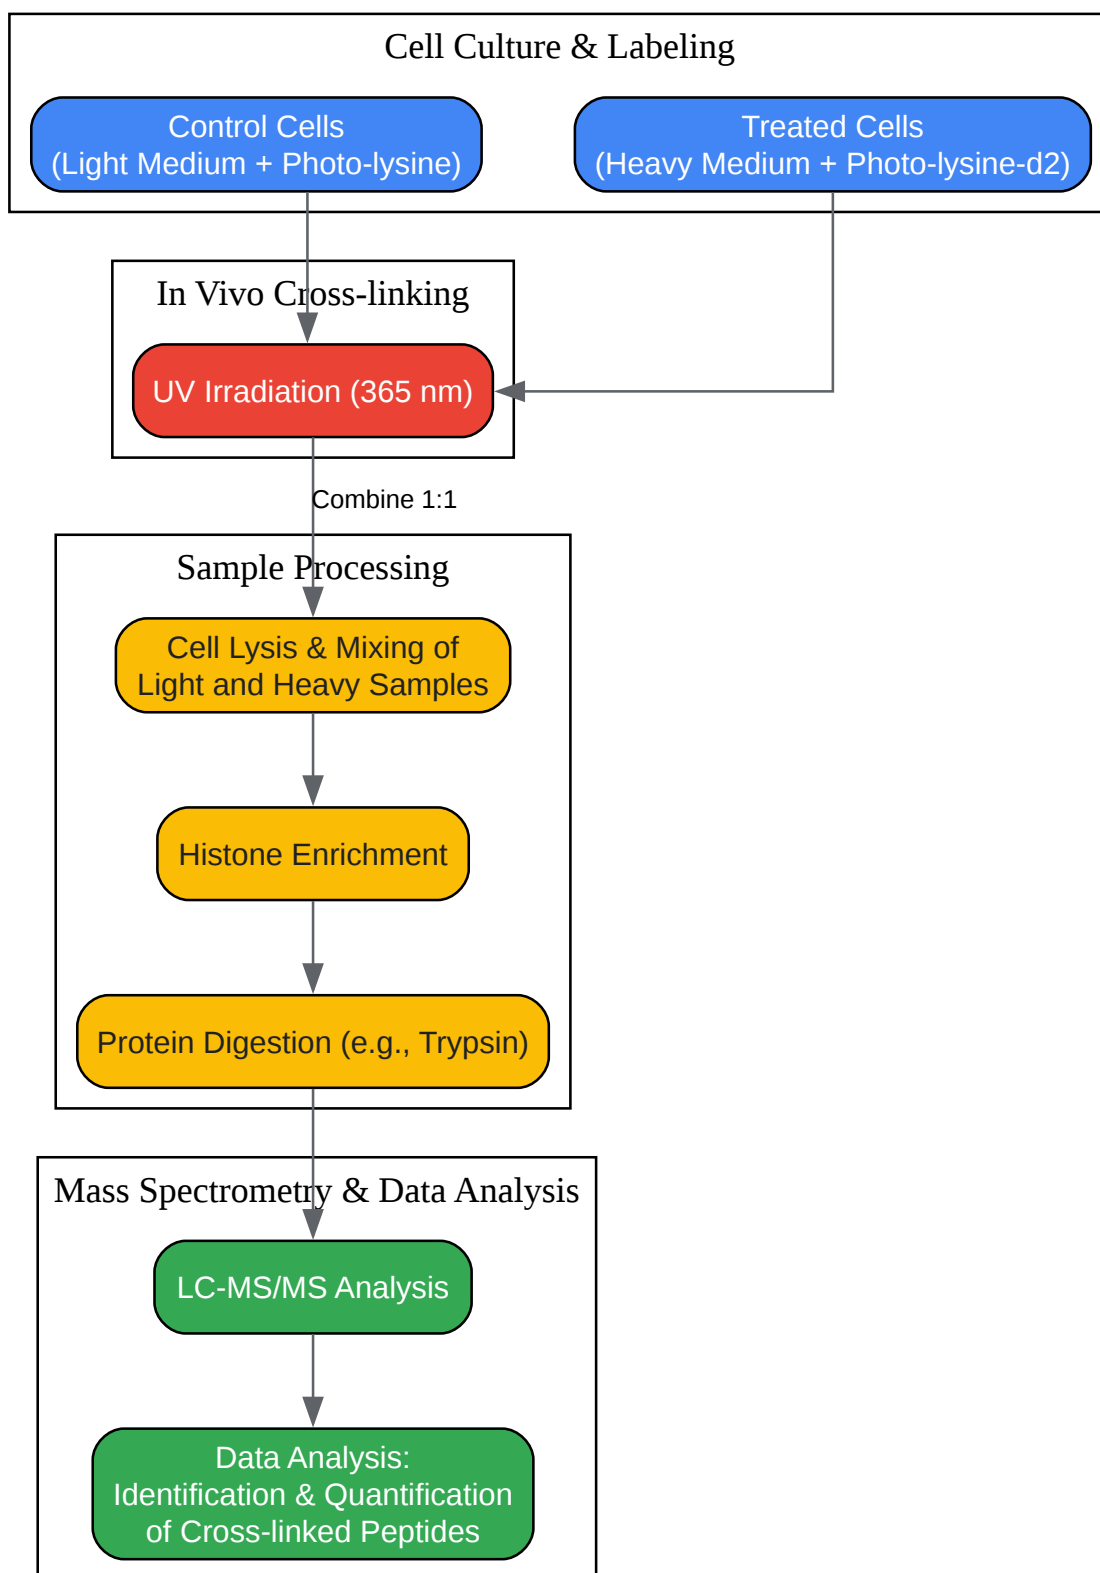 Cell Culture & Labeling
Control Cells
(Light Medium + Photo-lysine)
Treated Cells
(Heavy Medium + Photo-lysine-d2)
In Vivo Cross-linking
UV Irradiation (365 nm)
Combine 1:1
Sample Processing
Cell Lysis & Mixing of
Light and Heavy Samples
Histone Enrichment
Protein Digestion (e.g., Trypsin)
Mass Spectrometry & Data Analysis
LC-MS/MS Analysis
Data Analysis:
Identification & Quantification
of Cross-linked Peptides